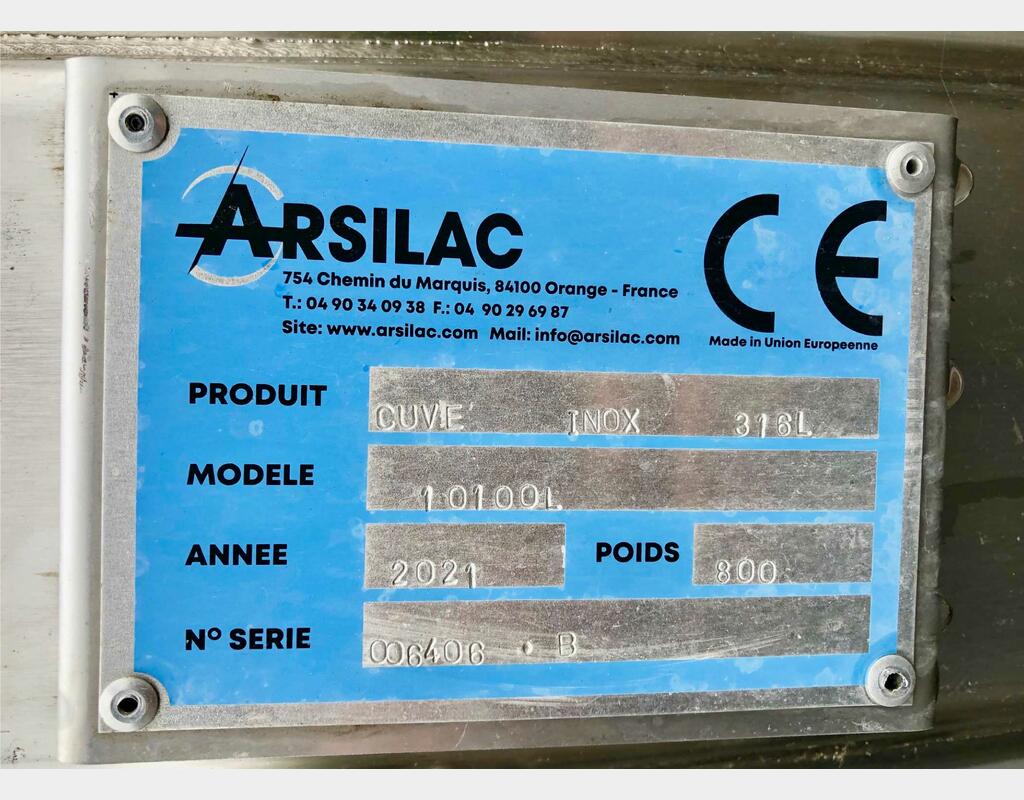 ARSILAC
754 Chemin du Marquis, 84100 Orange - France
T.: 04 90 34 09 38 F.: 04 90 29 69 87
Site: www.arsilac.com Mail: info@arsilac.com
CE
Made in Union Europeenne
PRODUIT CUVE INOX 316L
MODELE 10100L
ANNEE 2021 POIDS 800
Nº SERIE 006406 · B